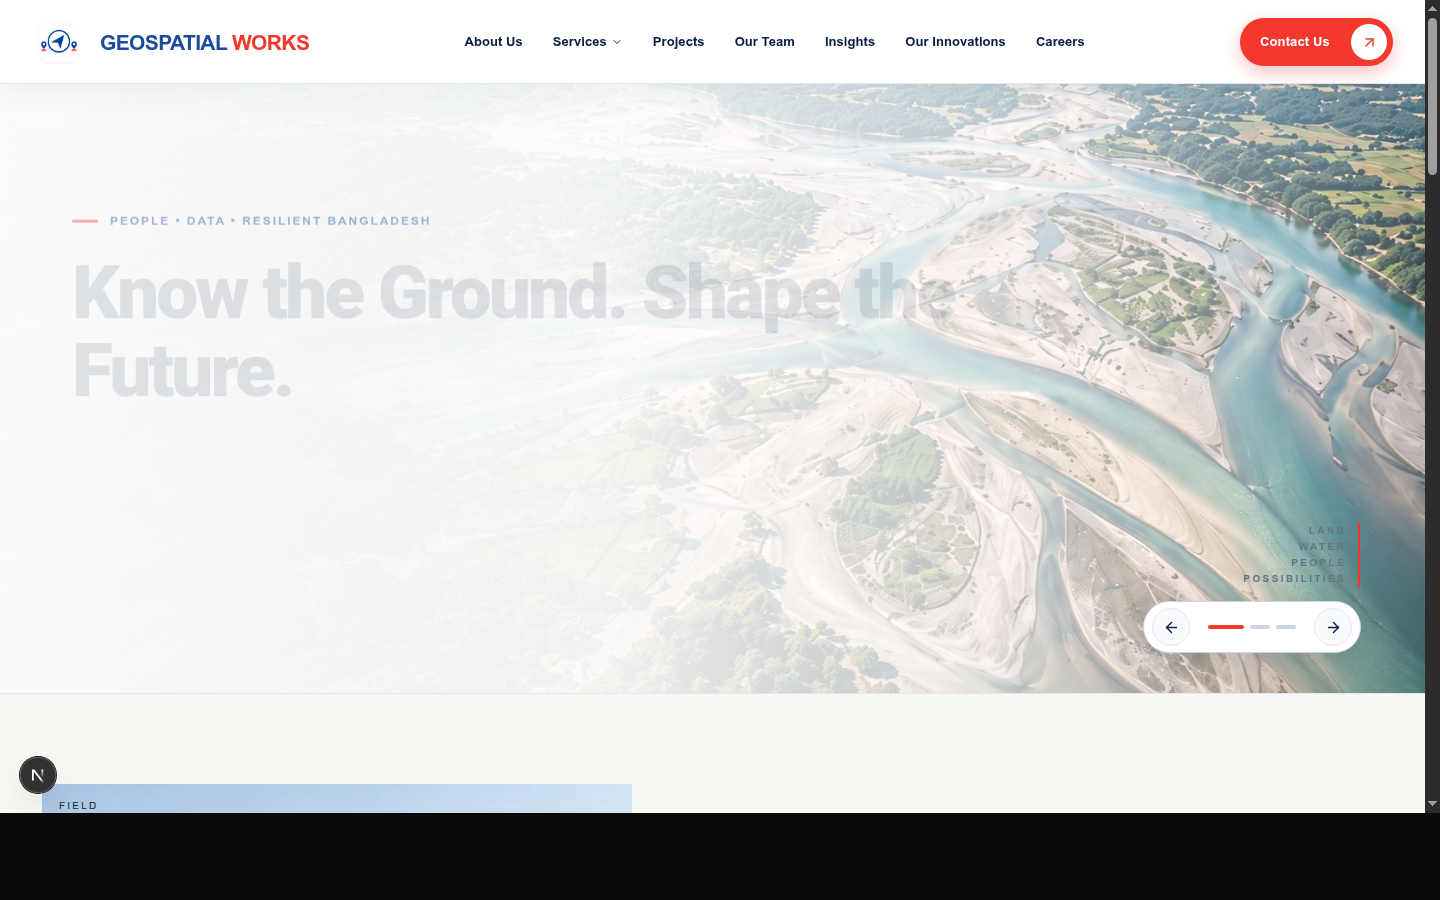 GEOSPATIAL WORKS
About Us
Services
Projects
Our Team
Insights
Our Innovations
Careers
Contact Us
PEOPLE • DATA • RESILIENT BANGLADESH
Know the Ground. Shape the
Future.
LAND
WATER
PEOPLE
POSSIBILITIES
N
FIELD